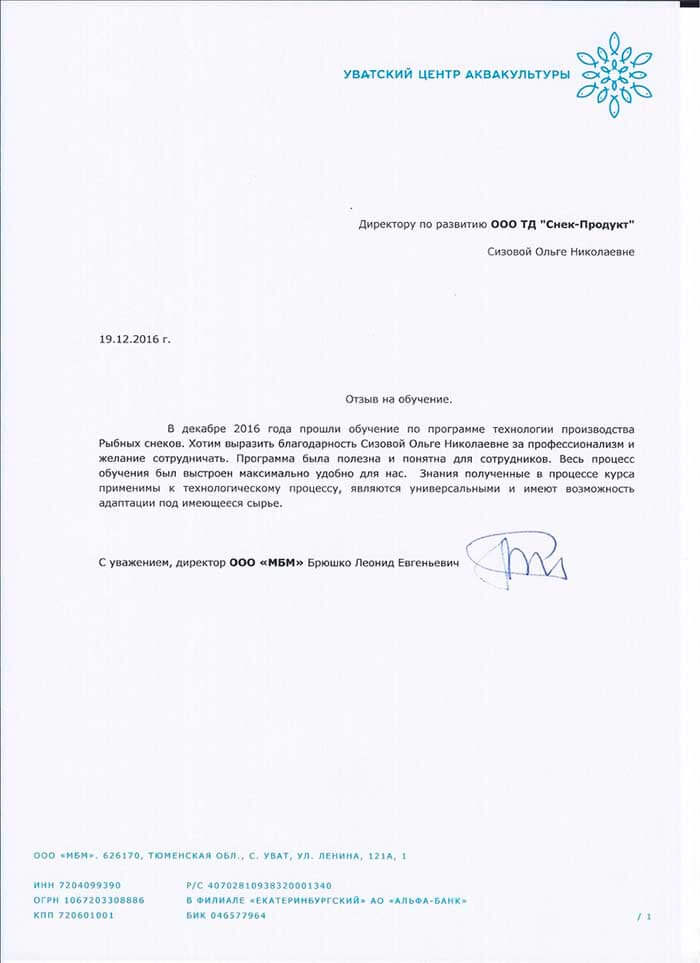 УВАТСКИЙ ЦЕНТР АКВАКУЛЬТУРЫ
Директору по развитию ООО ТД "Снек-Продукт"
Сизовой Ольге Николаевне
19.12.2016 г.
Отзыв на обучение.
В декабре 2016 года прошли обучение по программе технологии производства
Рыбных снеков. Хотим выразить благодарность Сизовой Ольге Николаевне за профессионализм и
желание сотрудничать. Программа была полезна и понятна для сотрудников. Весь процесс
обучения был выстроен максимально удобно для нас. Знания полученные в процессе курса
применимы к технологическому процессу, являются универсальными и имеют возможность
адаптации под имеющееся сырье.
С уважением, директор ООО «МБМ» Брюшко Леонид Евгеньевич
ООО «МБМ». 626170, ТЮМЕНСКАЯ ОБЛ., С. УВАТ, УЛ. ЛЕНИНА, 121А, 1
ИНН 7204099390
ОГРН 1067203308886
КПП 720601001
Р/С 40702810938320001340
В ФИЛИАЛЕ «ЕКАТЕРИНБУРГСКИЙ» АО «АЛЬФА-БАНК»
БИК 046577964
/ 1